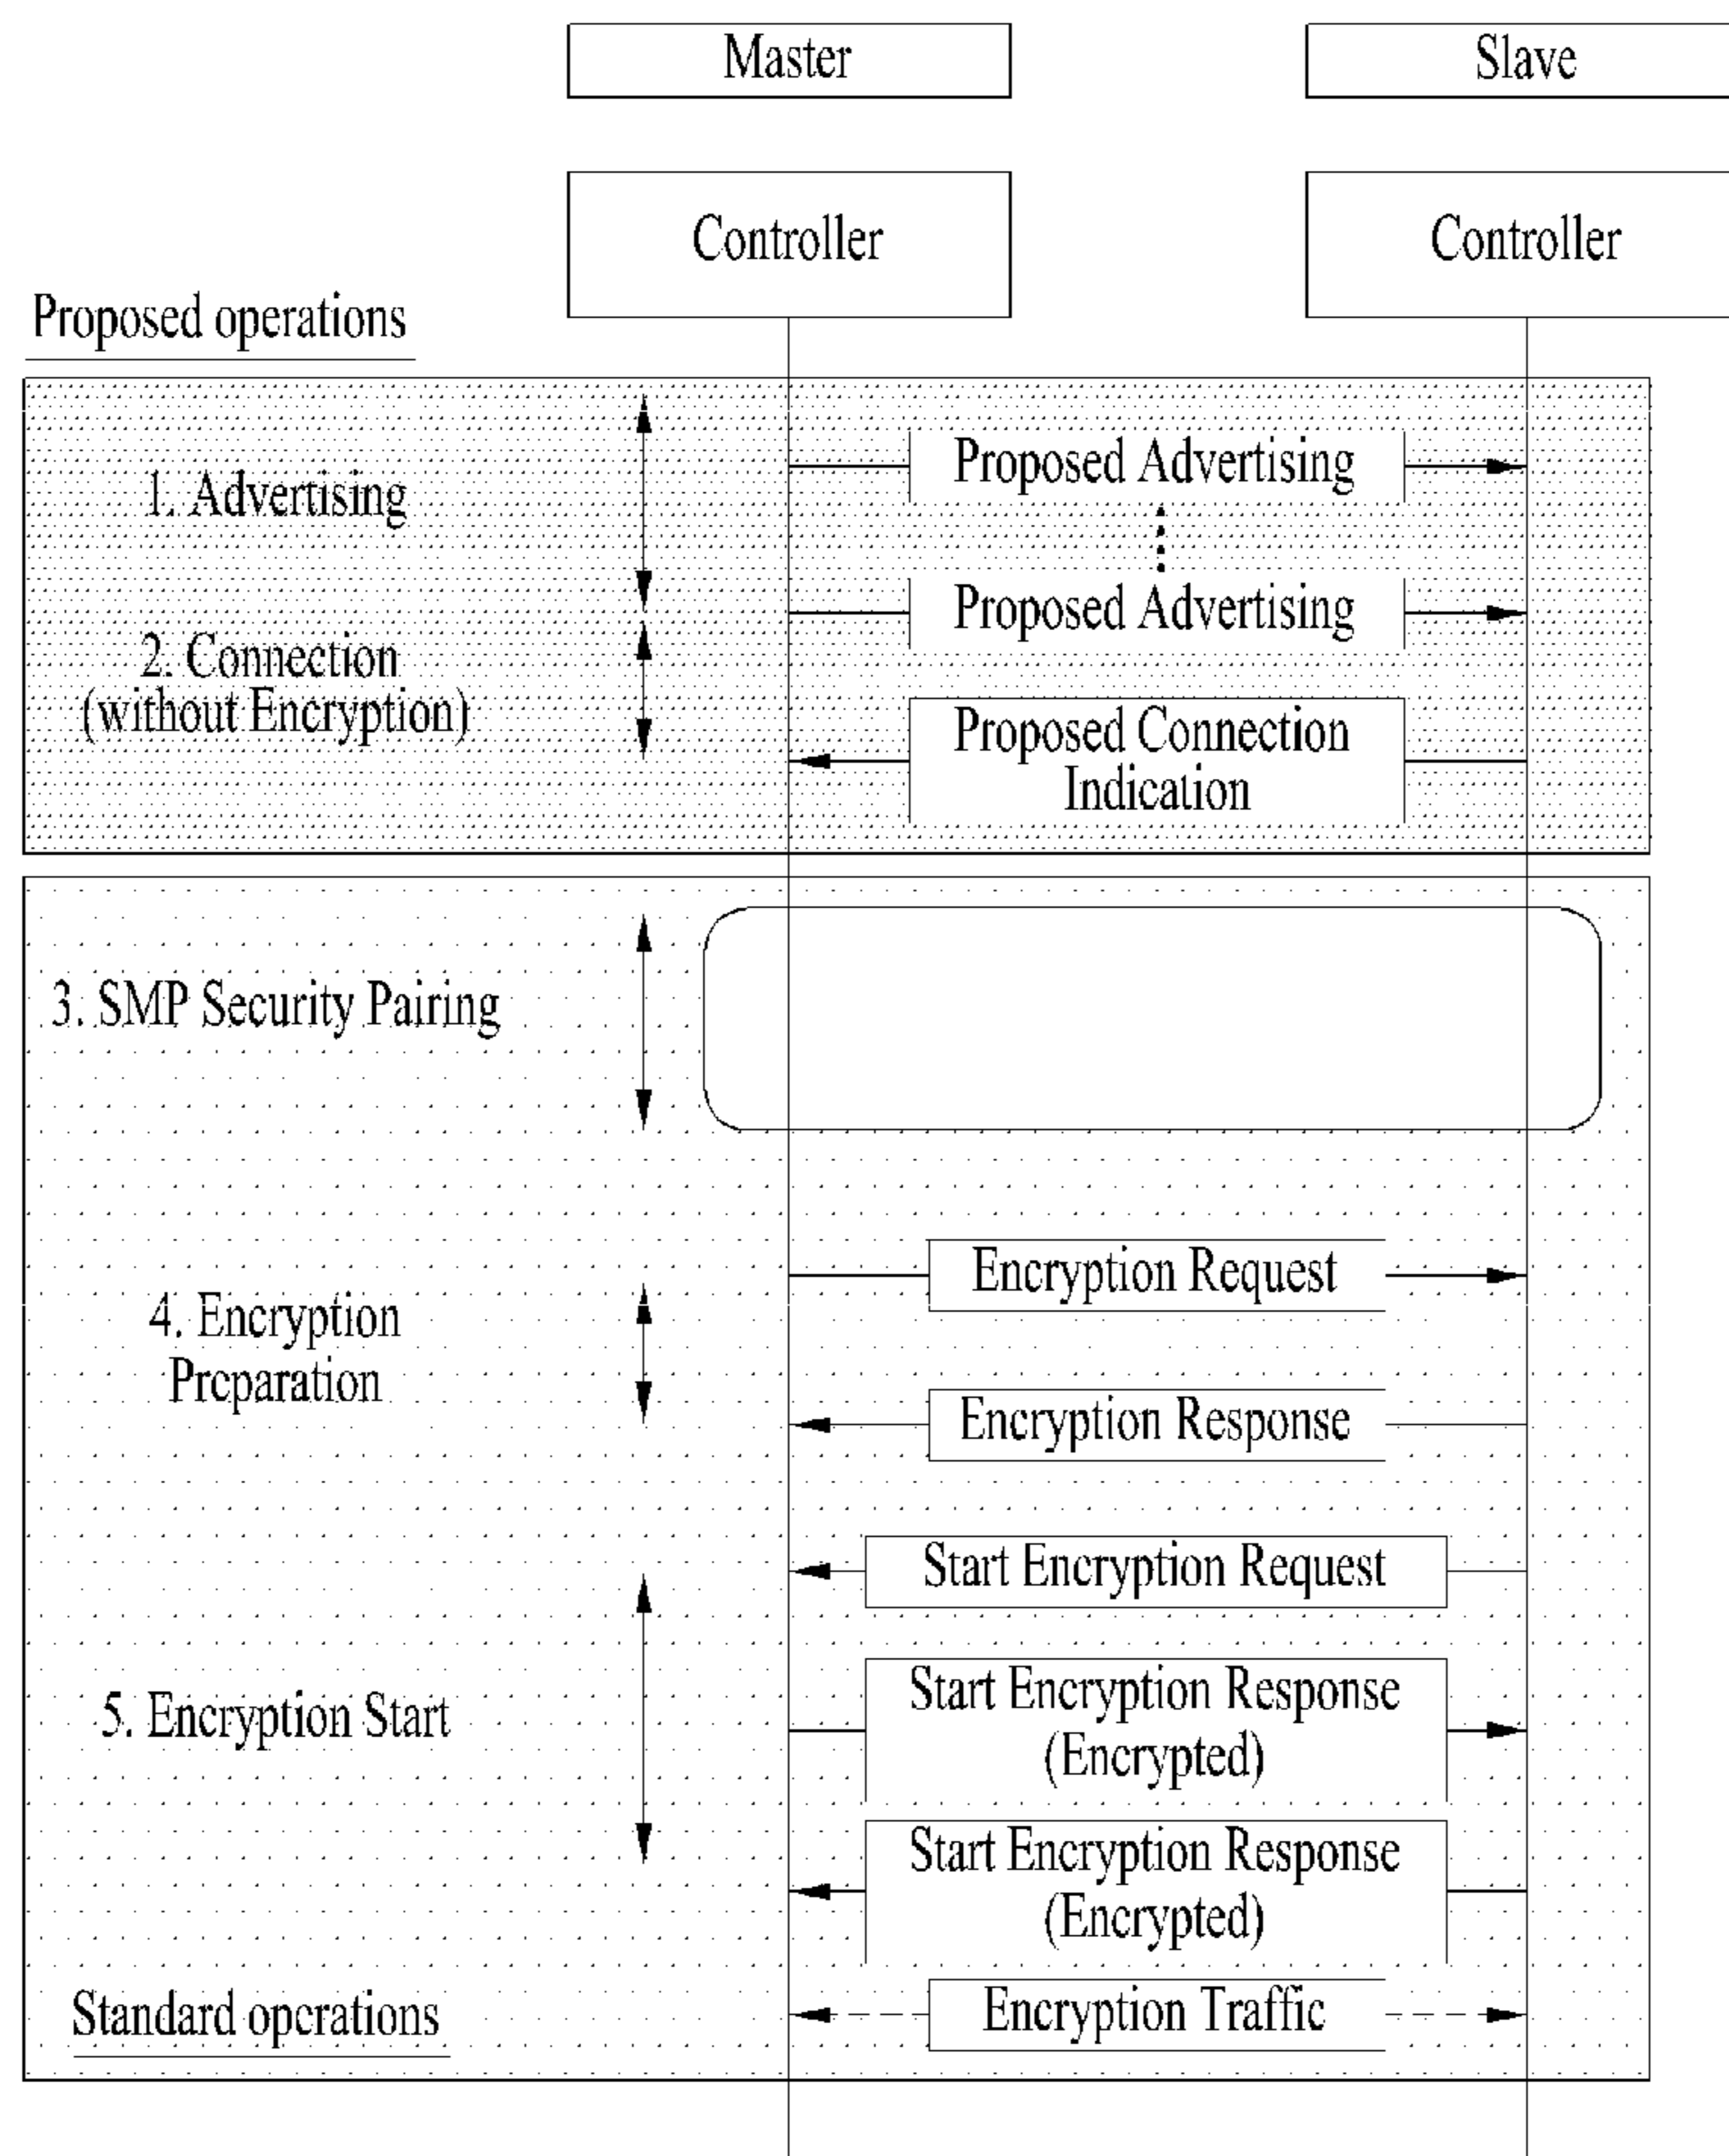 Master
Slave
Controller
Controller
Proposed operations
1. Advertising
Proposed Advertising
Proposed Advertising
2. Connection
(without Encryption)
Proposed Connection
Indication
3. SMP Security Pairing
Encryption Request
4. Encryption
Preparation
Encryption Response
Start Encryption Request
5. Encryption Start
Start Encryption Response
(Encrypted)
Start Encryption Response
(Encrypted)
Standard operations
Encryption Traffic